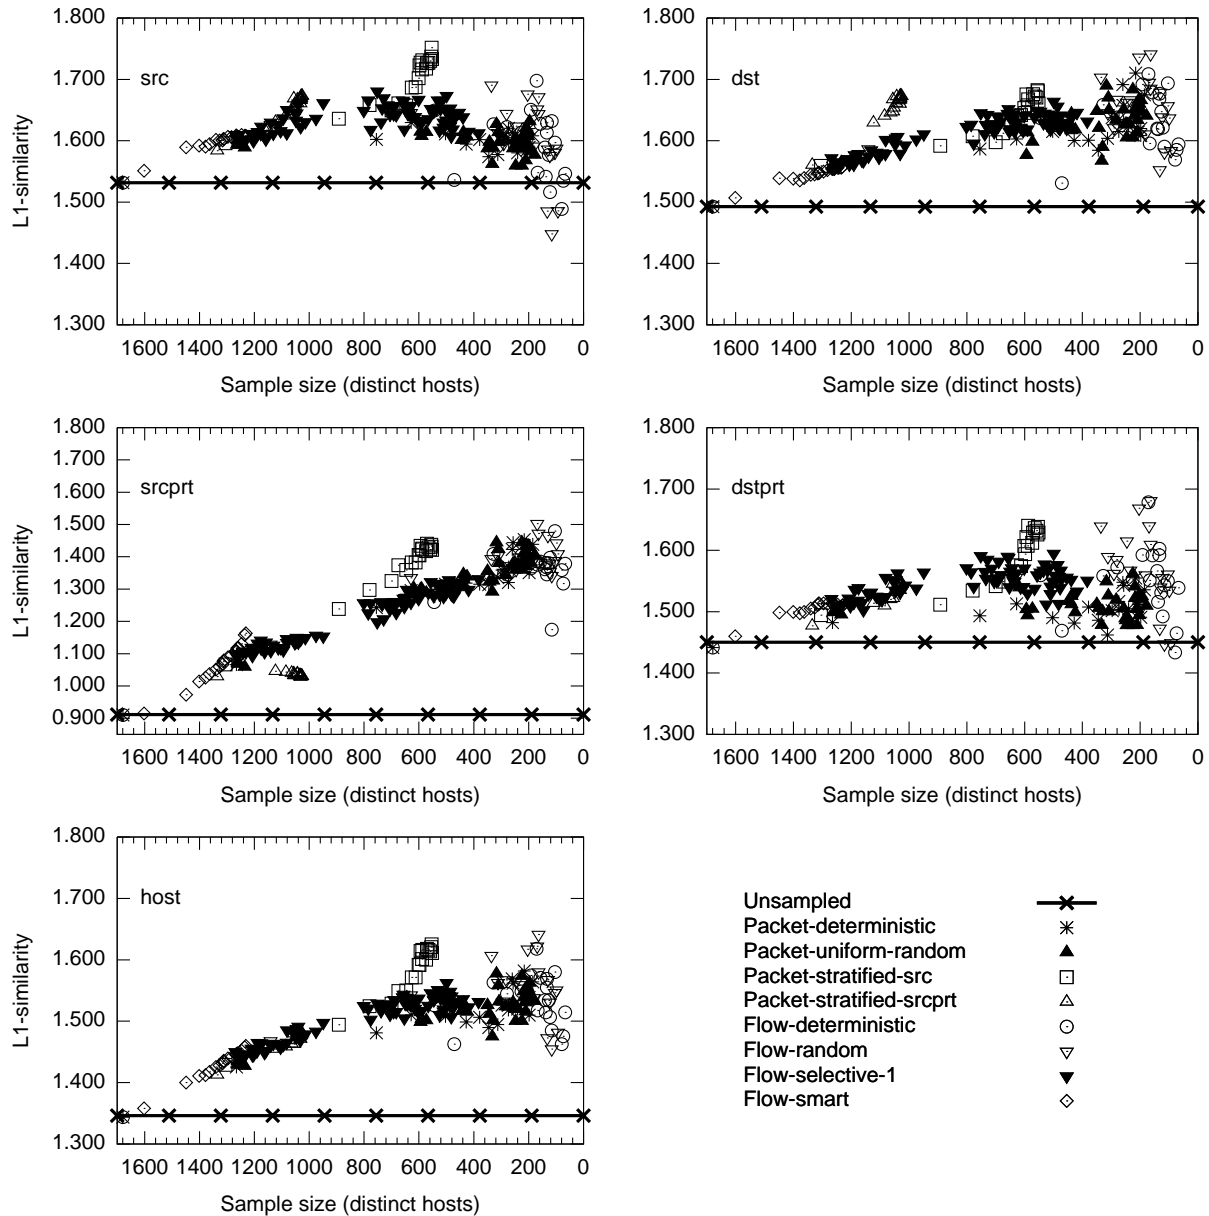 1.800
1.700
1.600
1.500
1.400
1.300
L1-similarity
src
1600 1400 1200 1000 800 600 400 200 0
Sample size (distinct hosts)
1.800
1.700
1.600
1.500
1.400
1.300
dst
1600 1400 1200 1000 800 600 400 200 0
Sample size (distinct hosts)
1.800
1.700
1.600
1.500
1.400
1.300
1.200
1.100
1.000
0.900
L1-similarity
srcprt
1600 1400 1200 1000 800 600 400 200 0
Sample size (distinct hosts)
1.800
1.700
1.600
1.500
1.400
1.300
dstprt
1600 1400 1200 1000 800 600 400 200 0
Sample size (distinct hosts)
1.800
1.700
1.600
1.500
1.400
1.300
L1-similarity
host
1600 1400 1200 1000 800 600 400 200 0
Sample size (distinct hosts)
Unsampled
Packet-deterministic
Packet-uniform-random
Packet-stratified-src
Packet-stratified-srcprt
Flow-deterministic
Flow-random
Flow-selective-1
Flow-smart